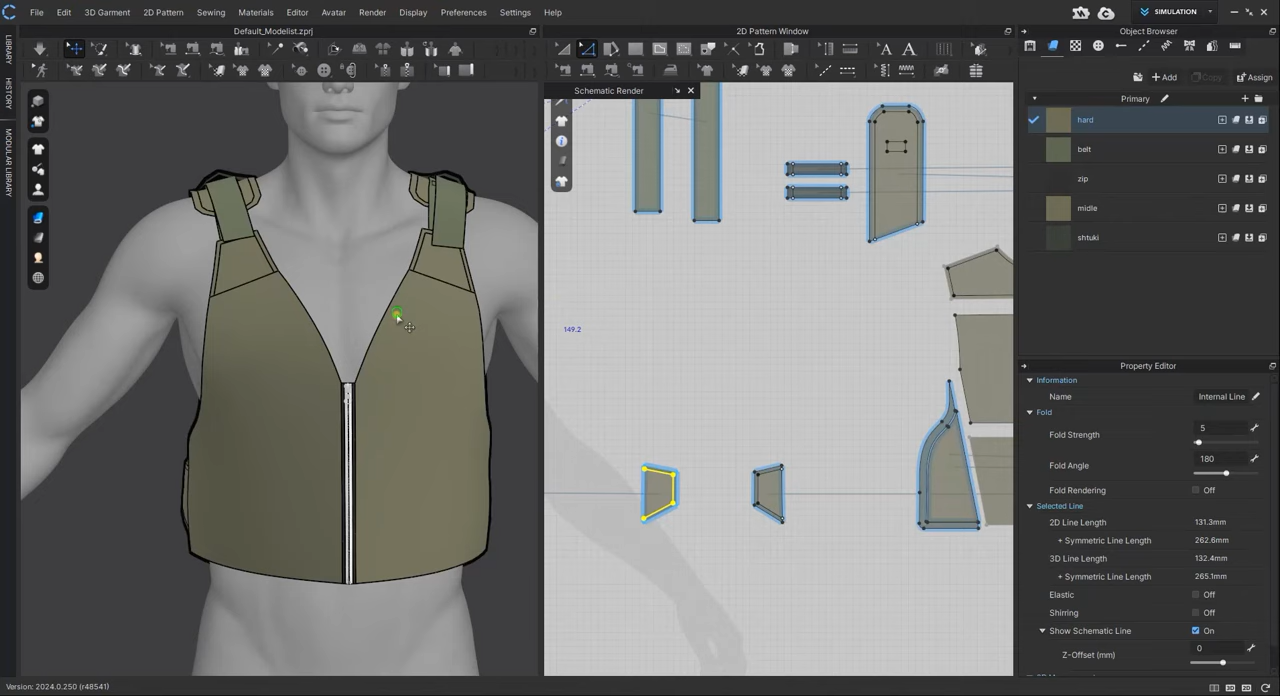 File Edit 3D Garment 2D Pattern Sewing Materials Editor Avatar Render Display Preferences Settings Help
SIMULATION
Default_Modelist.zprj
2D Pattern Window
Object Browser
LIBRARY
HISTORY
MODULAR LIBRARY
A A
Add Copy Assign
Schematic Render
Primary
hard
belt
zip
midle
shtuki
149.2
Property Editor
Information
Name Internal Line
Fold
Fold Strength 5
Fold Angle 180
Fold Rendering Off
Selected Line
2D Line Length 131.3mm
+ Symmetric Line Length 262.6mm
3D Line Length 132.4mm
+ Symmetric Line Length 265.1mm
Elastic Off
Shirring Off
Show Schematic Line On
Z-Offset (mm) 0
Version: 2024.0.250 (r48541)
3D 2D